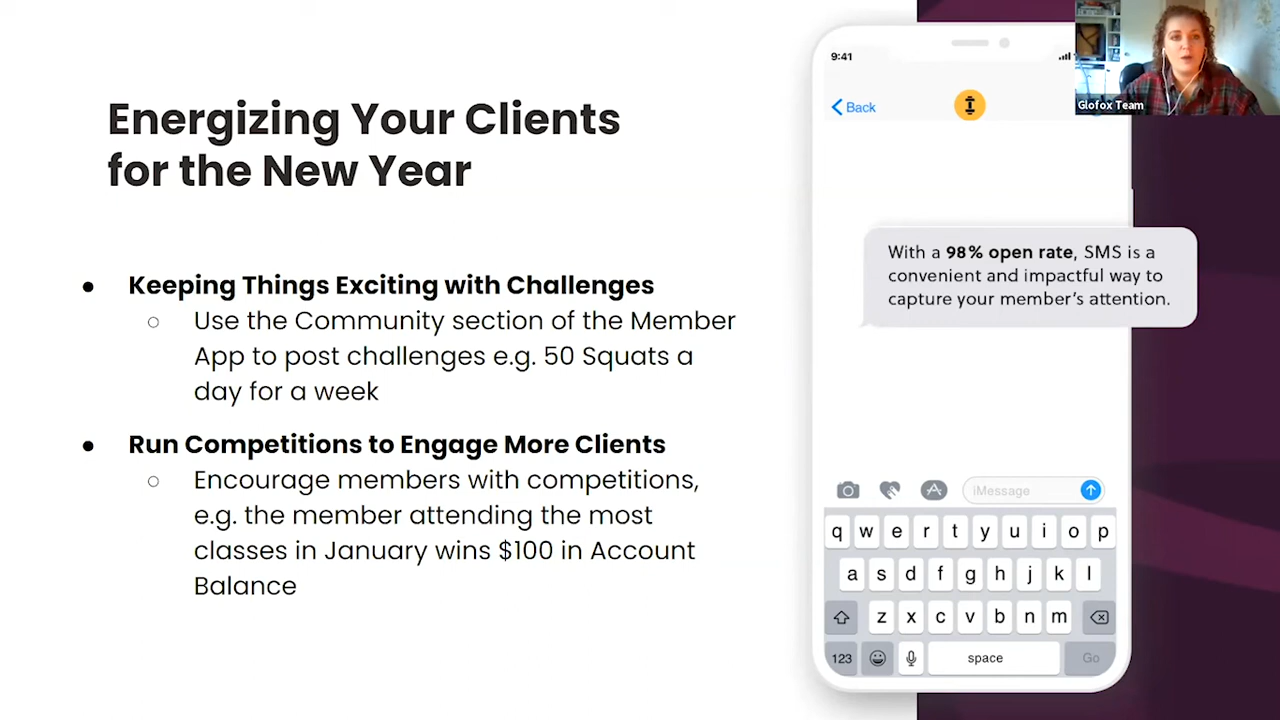 Energizing Your Clients
for the New Year
● Keeping Things Exciting with Challenges
○ Use the Community section of the Member
App to post challenges e.g. 50 Squats a
day for a week
● Run Competitions to Engage More Clients
○ Encourage members with competitions,
e.g. the member attending the most
classes in January wins $100 in Account
Balance
9:41
Back
Glofox Team
With a 98% open rate, SMS is a
convenient and impactful way to
capture your member's attention.
iMessage
q w e r t y u i o p
a s d f g h j k l
z x c v b n m
123 space Go